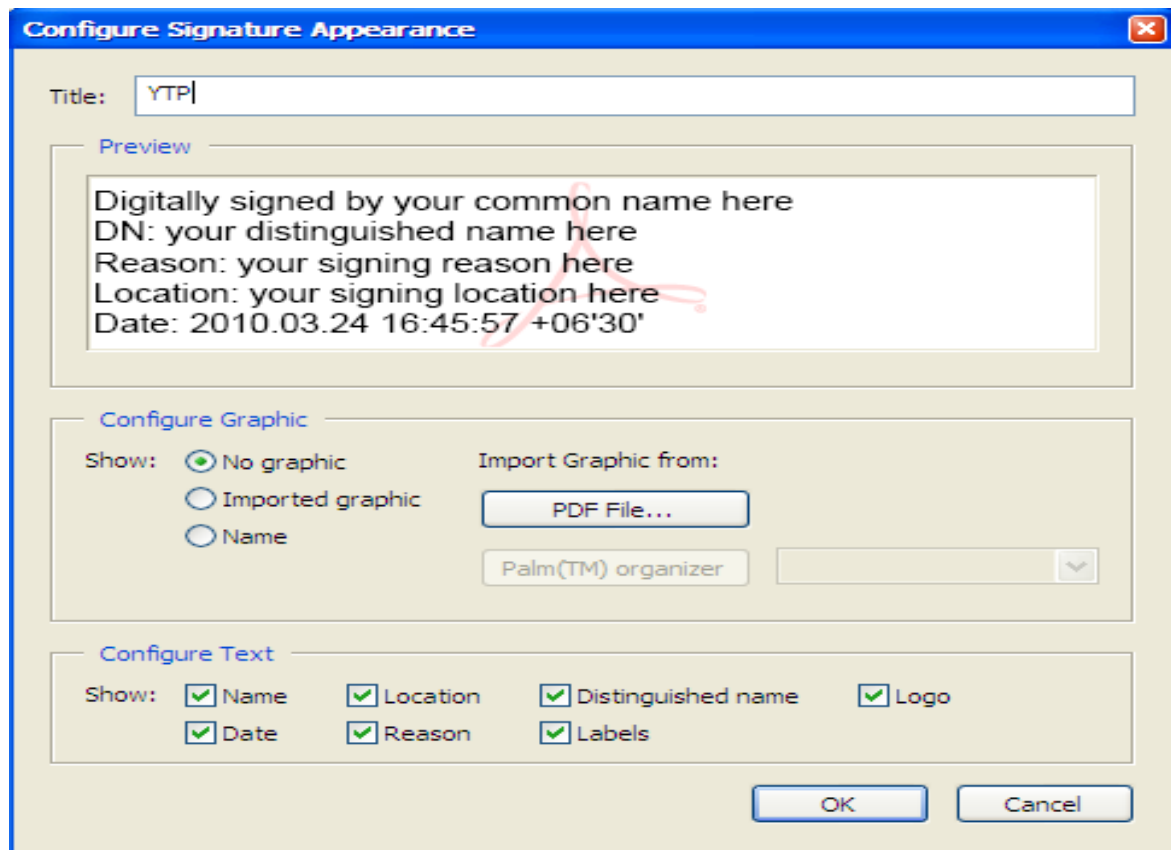 Configure Signature Appearance
Title: YTP
Preview
Digitally signed by your common name here
DN: your distinguished name here
Reason: your signing reason here
Location: your signing location here
Date: 2010.03.24 16:45:57 +06'30'
Configure Graphic
Show: No graphic Import Graphic from:
Imported graphic PDF File...
Name
Palm(TM) organizer
Configure Text
Show: Name Location Distinguished name Logo
Date Reason Labels
OK Cancel